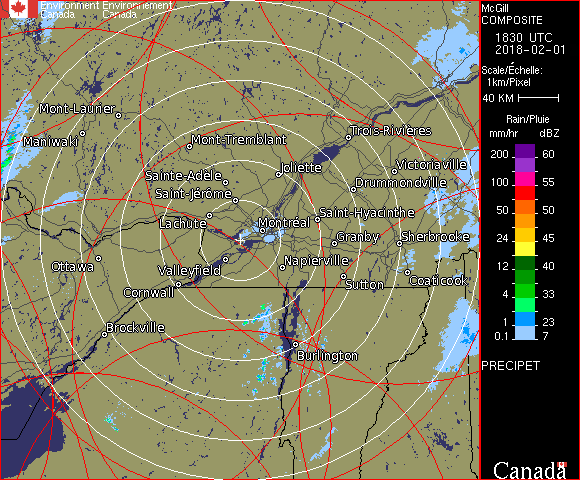 Environment Environnement
Canada Canada
McGill
COMPOSITE
1830 UTC
2018-02-01
Scale/Échelle:
1km/Pixel
40 KM
Rain/Pluie
mm/hr dBZ
200 60
55
100 55
50 50
24 45
12 40
4 33
1 23
0.1 7
PRECIPET
Canada
Mont-Laurier
Maniwaki
Mont-Tremblant
Trois-Rivières
Sainte-Adèle
Joliette
Victoriaville
Saint-Jérôme
Drummondville
Lachute
Montréal
Saint-Hyacinthe
Granby
Sherbrooke
Ottawa
Valleyfield
Napierville
Cornwall
Sutton
Coaticook
Brockville
Burlington